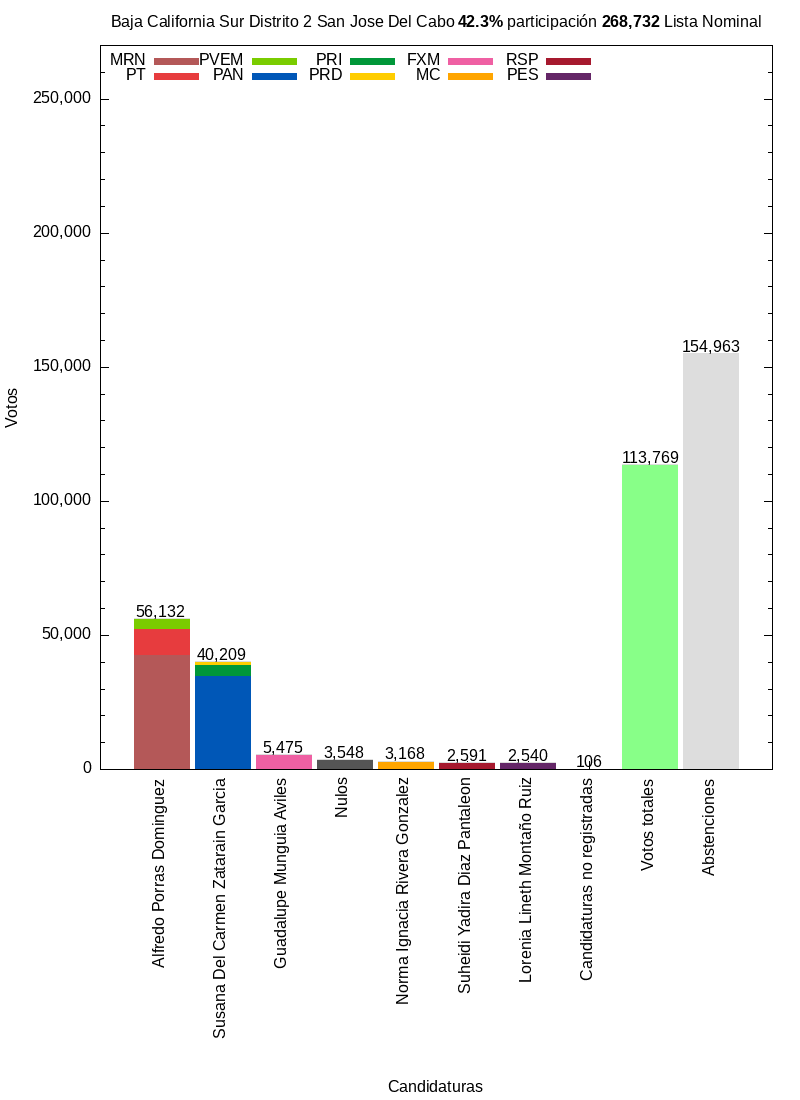 Baja California Sur Distrito 2 San Jose Del Cabo 42.3% participación 268,732 Lista Nominal
MRN PVEM PRI FXM RSP
PT PAN PRD MC PES
250,000
200,000
150,000
100,000
50,000
0
Votos
154,963
113,769
56,132
40,209
5,475
3,548
3,168
2,591
2,540
106
Alfredo Porras Dominguez
Susana Del Carmen Zatarain Garcia
Guadalupe Munguia Aviles
Nulos
Norma Ignacia Rivera Gonzalez
Suheidi Yadira Diaz Pantaleon
Lorenia Lineth Montaño Ruiz
Candidaturas no registradas
Votos totales
Abstenciones
Candidaturas